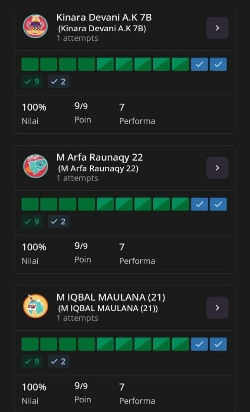 Kinara Devani A.K 7B
(Kinara Devani A.K 7B)
1 attempts
9 2
100% 9/9 7
Nilai Poin Performa
M Arfa Raunaqy 22
(M Arfa Raunaqy 22)
1 attempts
9 2
100% 9/9 7
Nilai Poin Performa
M IQBAL MAULANA (21)
(M IQBAL MAULANA (21))
1 attempts
9 2
100% 9/9 7
Nilai Poin Performa